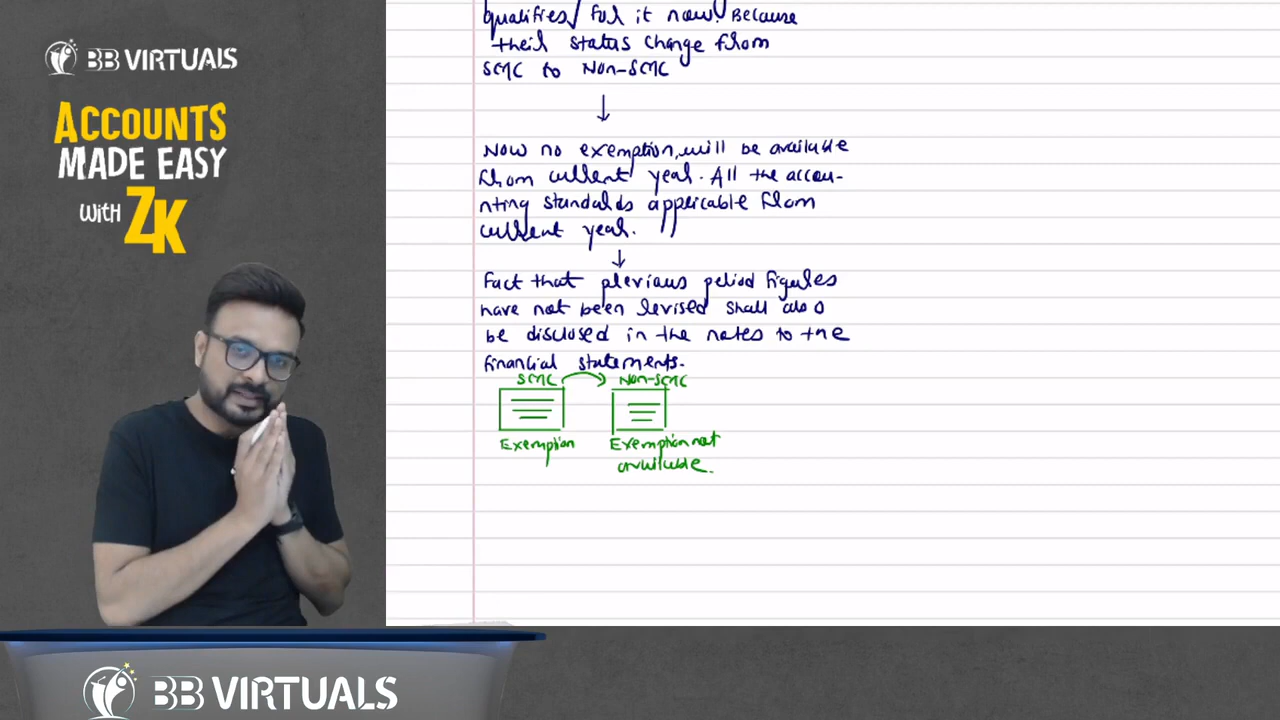 BB VIRTUALS
ACCOUNTS
MADE EASY
WITH ZK
qualifies for it now. Because
their status change from
SMC to Non-SMC
Now no exemption, will be available
from current year. All the accou-
nting standards applicable from
current year.
Fact that previous period figures
have not been revised shall also
be disclosed in the notes to the
financial statements.
SMC Non-SMC
Exemption Exemption not
available.
BB VIRTUALS